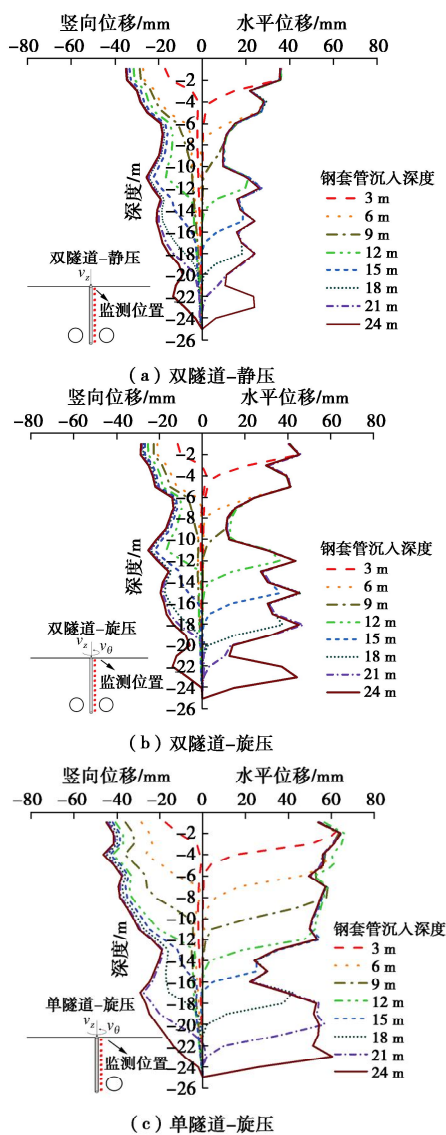 竖向位移/mm 水平位移/mm
-80 -60 -40 -20 0 20 40 60 80
-2
-4
-6
-8
-10
-12
-14
-16
-18
-20
-22
-24
-26
深度/m
钢套管沉入深度
3 m
6 m
9 m
12 m
15 m
18 m
21 m
24 m
双隧道-静压
v_z
监测位置
(a) 双隧道-静压
竖向位移/mm 水平位移/mm
-80 -60 -40 -20 0 20 40 60 80
-2
-4
-6
-8
-10
-12
-14
-16
-18
-20
-22
-24
-26
深度/m
钢套管沉入深度
3 m
6 m
9 m
12 m
15 m
18 m
21 m
24 m
双隧道-旋压
v_z v_θ
监测位置
(b) 双隧道-旋压
竖向位移/mm 水平位移/mm
-80 -60 -40 -20 0 20 40 60 80
-2
-4
-6
-8
-10
-12
-14
-16
-18
-20
-22
-24
-26
深度/m
钢套管沉入深度
3 m
6 m
9 m
12 m
15 m
18 m
21 m
24 m
单隧道-旋压
v_z v_θ
监测位置
(c) 单隧道-旋压